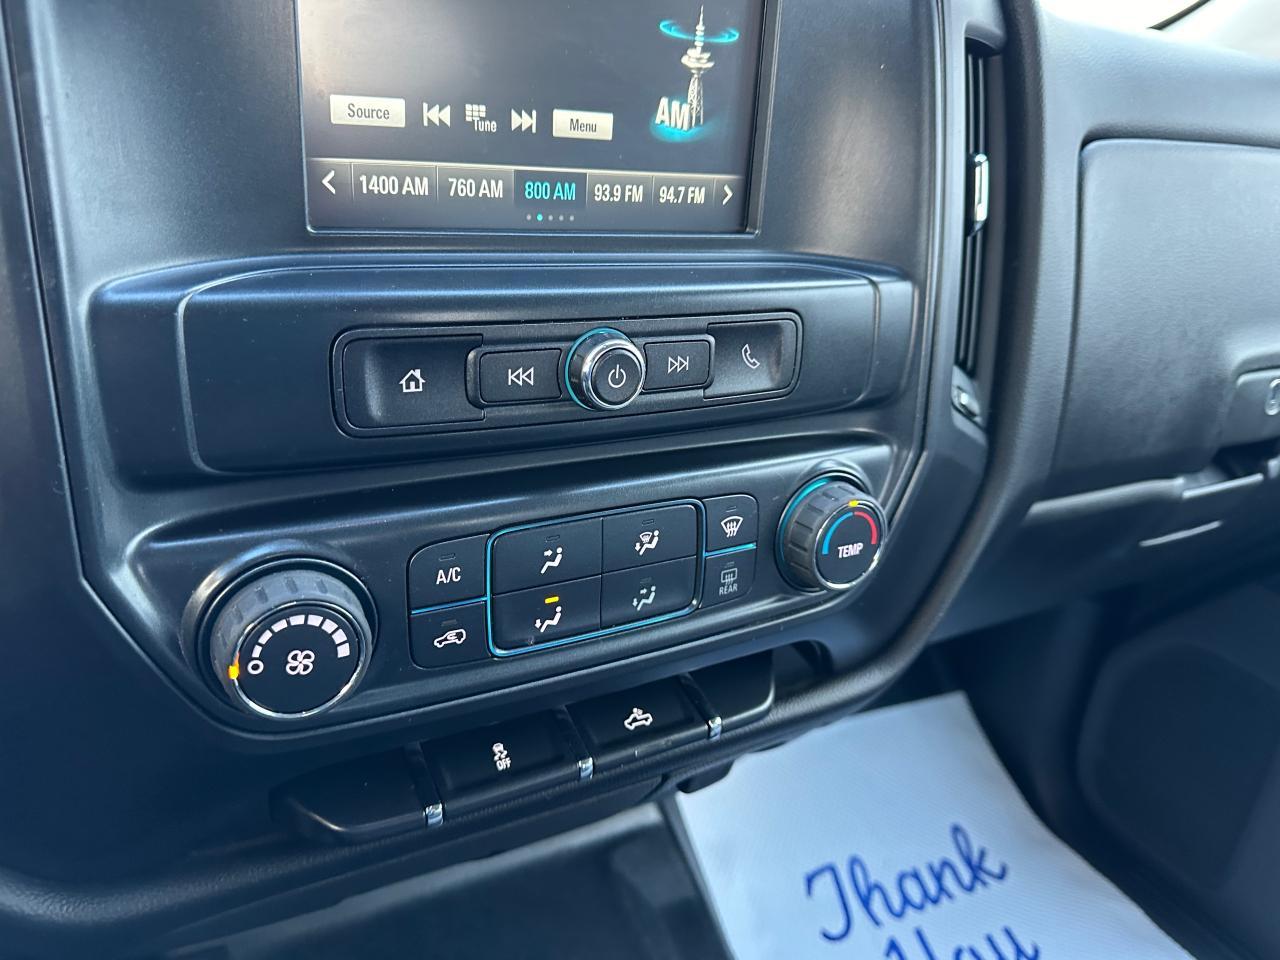 AM
Source
Tune
Menu
1400 AM
760 AM
800 AM
93.9 FM
94.7 FM
A/C
REAR
TEMP
OFF
Thank
You